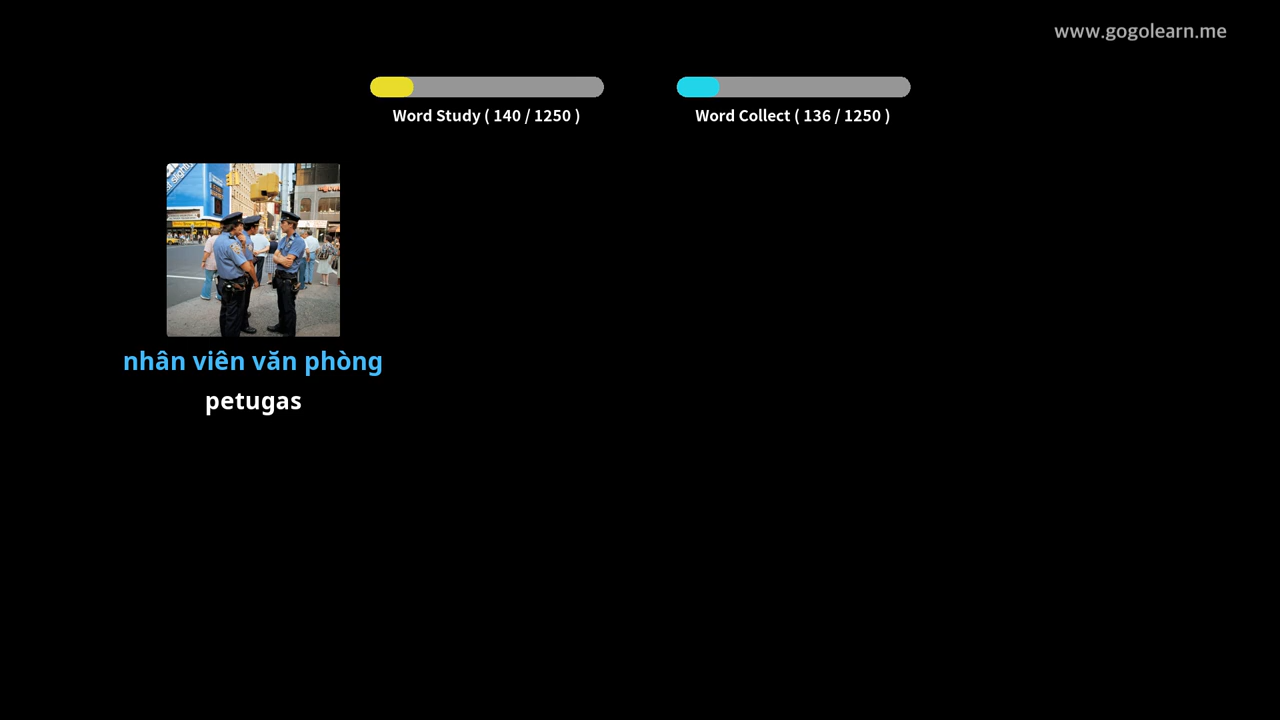 www.gogolearn.me
Word Study ( 140 / 1250 )
Word Collect ( 136 / 1250 )
nhân viên văn phòng
petugas